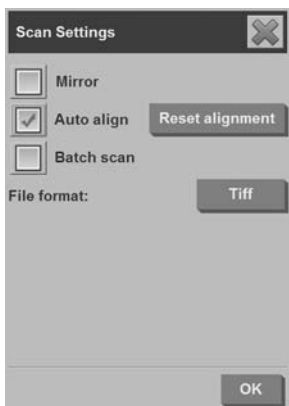 Scan Settings
Mirror
Auto align Reset alignment
Batch scan
File format: Tiff
OK